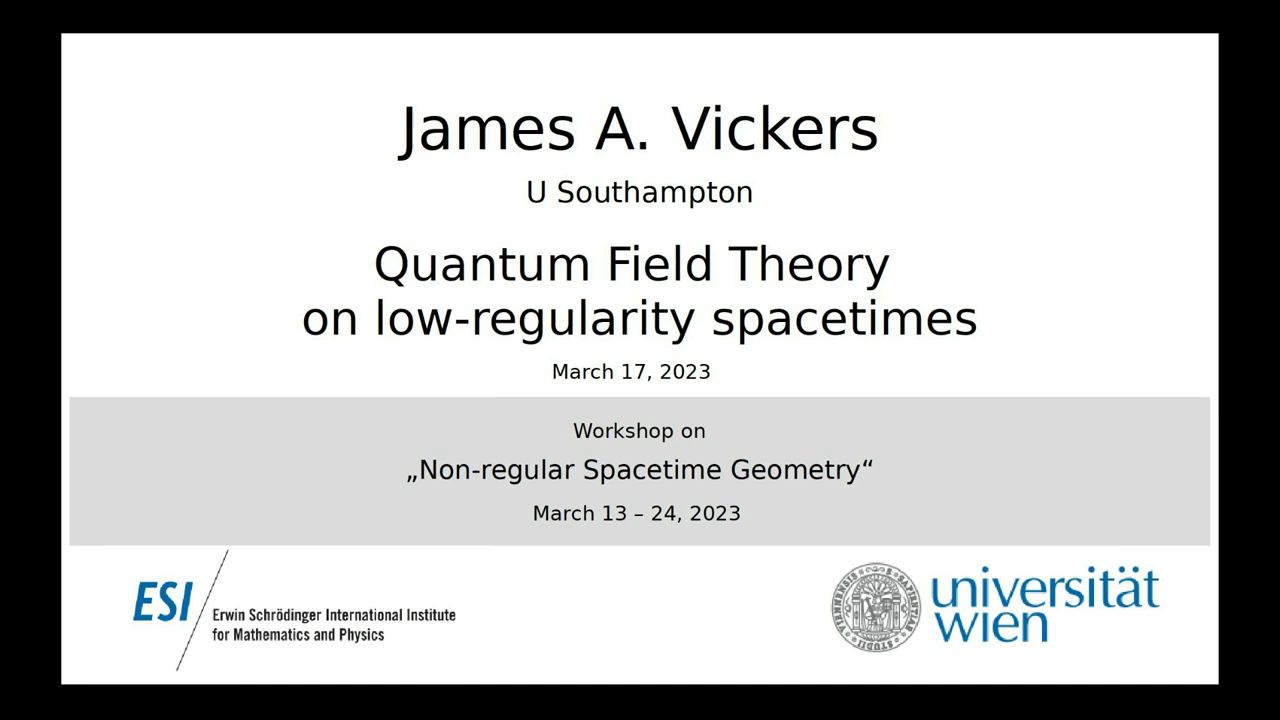 James A. Vickers
U Southampton
Quantum Field Theory
on low-regularity spacetimes
March 17, 2023
Workshop on
„Non-regular Spacetime Geometry“
March 13 – 24, 2023
ESI
Erwin Schrödinger International Institute
for Mathematics and Physics
universität
wien